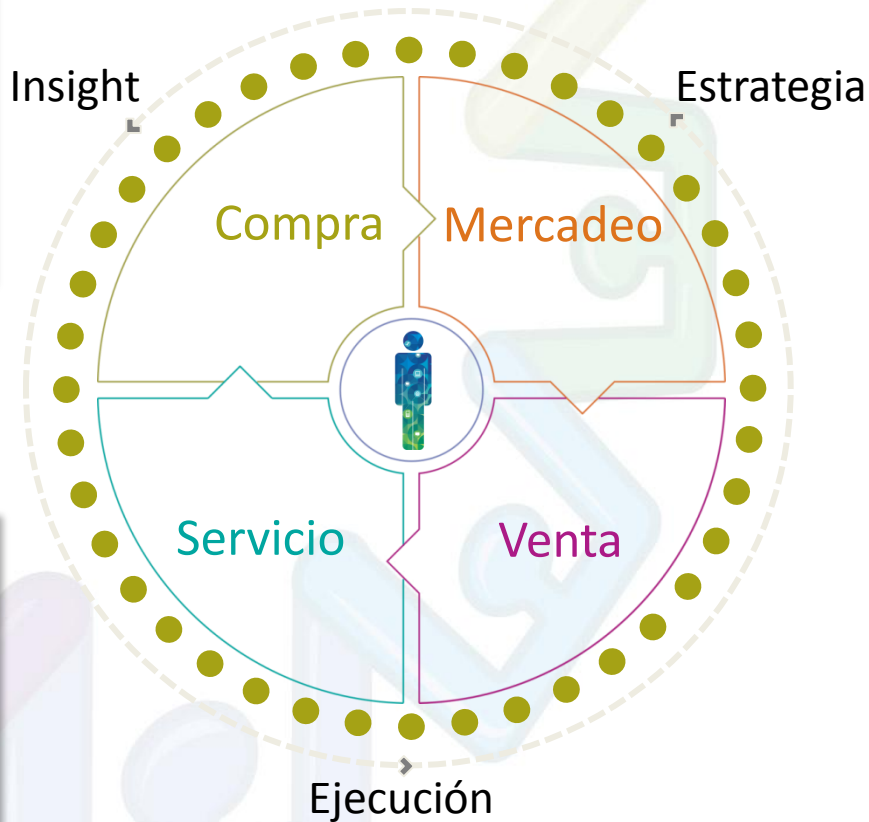 Insight
Estrategia
Compra
Mercadeo
Servicio
Venta
Ejecución